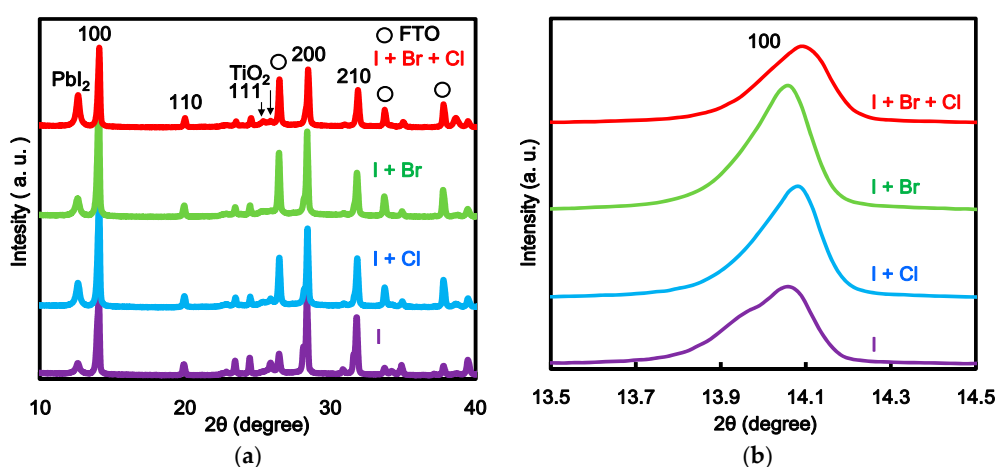 100
FTO
I + Br + Cl
200
TiO2
PbI2
111
210
110
I + Br
I + Cl
I
Intesity ( a. u. )
10
20
30
40
2θ (degree)
(a)
100
I + Br + Cl
I + Br
I + Cl
I
Intensity (a. u.)
13.5
13.7
13.9
14.1
14.3
14.5
2θ (degree)
(b)